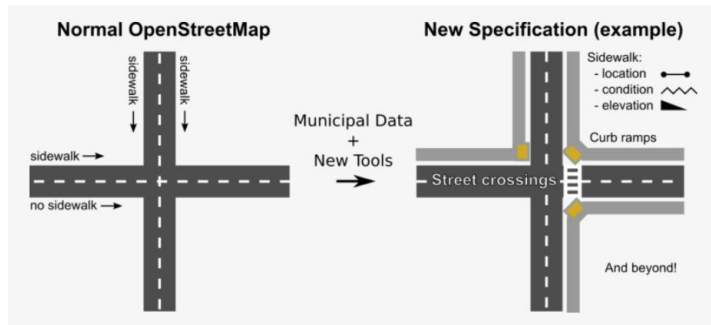 Normal OpenStreetMap
sidewalk
sidewalk
sidewalk
no sidewalk
Municipal Data
+
New Tools
New Specification (example)
Sidewalk:
- location
- condition
- elevation
Curb ramps
Street crossings
And beyond!